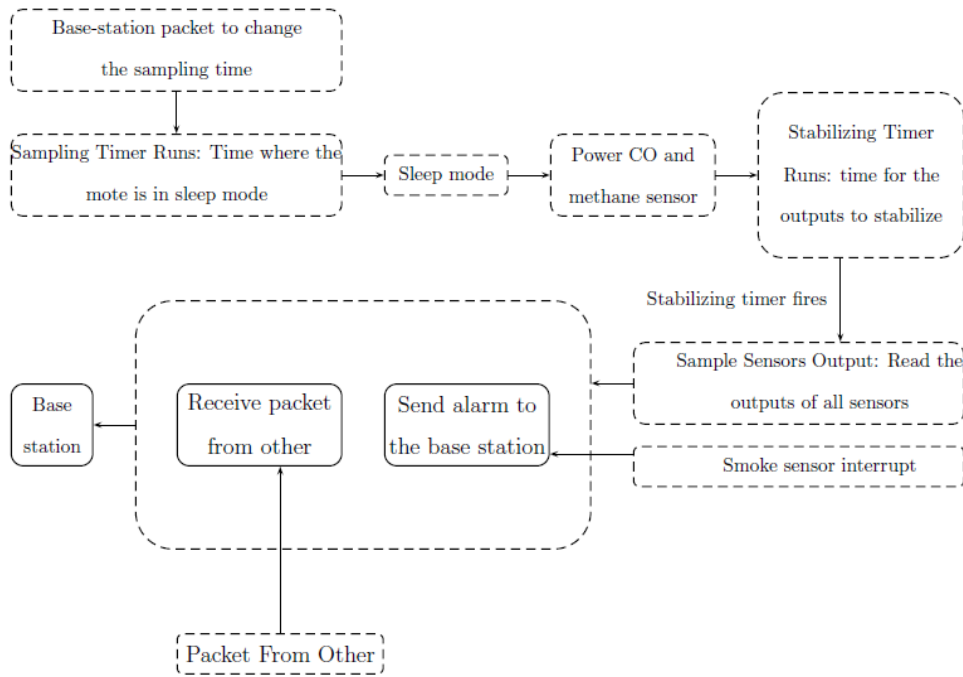 Base-station packet to change
the sampling time
Sampling Timer Runs: Time where the
mote is in sleep mode
Sleep mode
Power CO and
methane sensor
Stabilizing Timer
Runs: time for the
outputs to stabilize
Stabilizing timer fires
Sample Sensors Output: Read the
outputs of all sensors
Smoke sensor interrupt
Send alarm to
the base station
Receive packet
from other
Base
station
Packet From Other